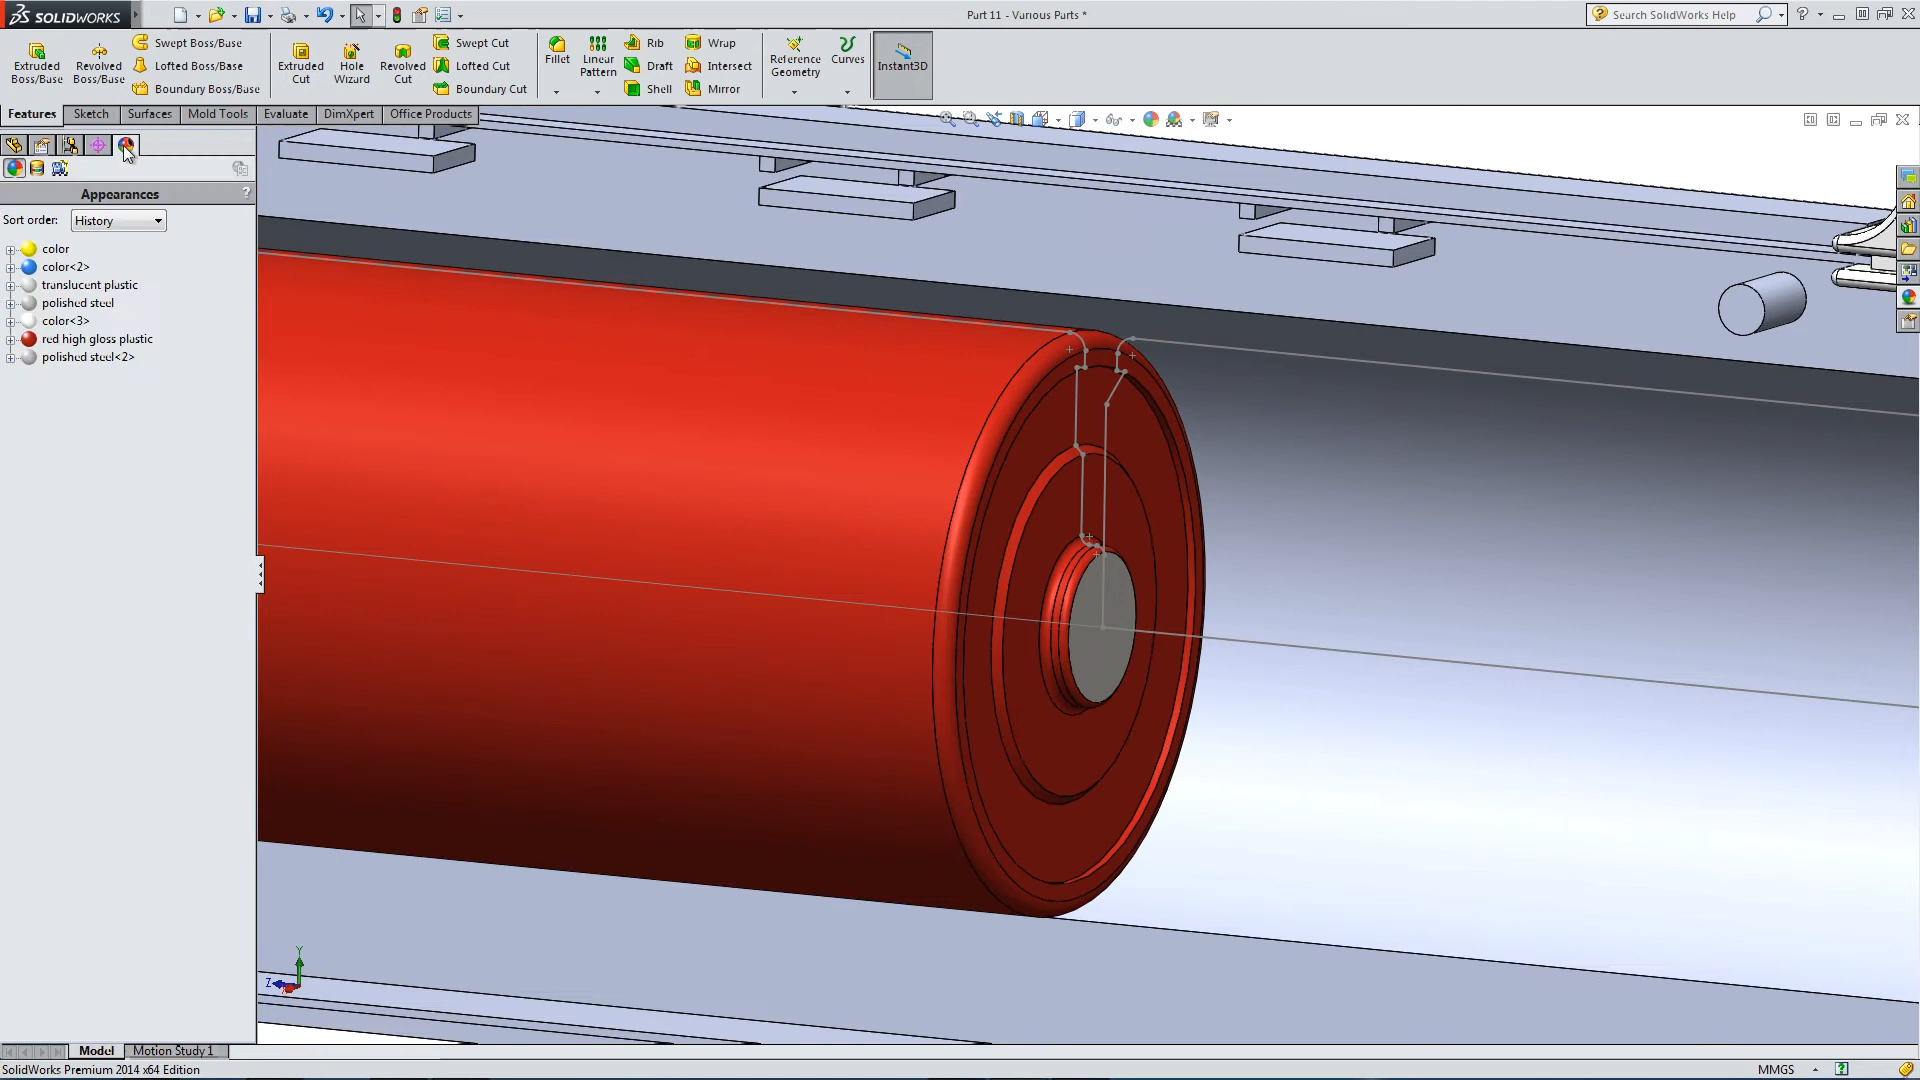 SOLIDWORKS
Part 11 - Various Parts *
Search SolidWorks Help
Extruded Boss/Base
Revolved Boss/Base
Swept Boss/Base
Lofted Boss/Base
Boundary Boss/Base
Extruded Cut
Hole Wizard
Revolved Cut
Swept Cut
Lofted Cut
Boundary Cut
Fillet
Linear Pattern
Rib
Draft
Shell
Wrap
Intersect
Mirror
Reference Geometry
Curves
Instant3D
Features
Sketch
Surfaces
Mold Tools
Evaluate
DimXpert
Office Products
Appearances
?
Sort order:
History
color
color<2>
translucent plastic
polished steel
color<3>
red high gloss plastic
polished steel<2>
Y
Z
Model
Motion Study 1
SolidWorks Premium 2014 x64 Edition
MMGS